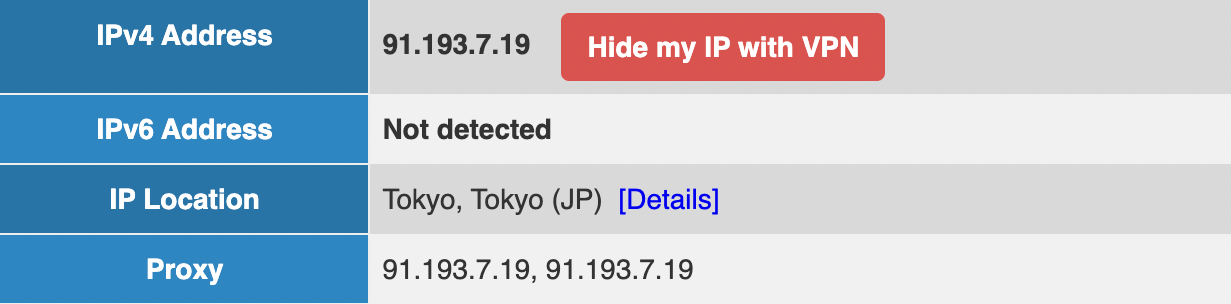 IPv4 Address 91.193.7.19 Hide my IP with VPN
IPv6 Address Not detected
IP Location Tokyo, Tokyo (JP) [Details]
Proxy 91.193.7.19, 91.193.7.19